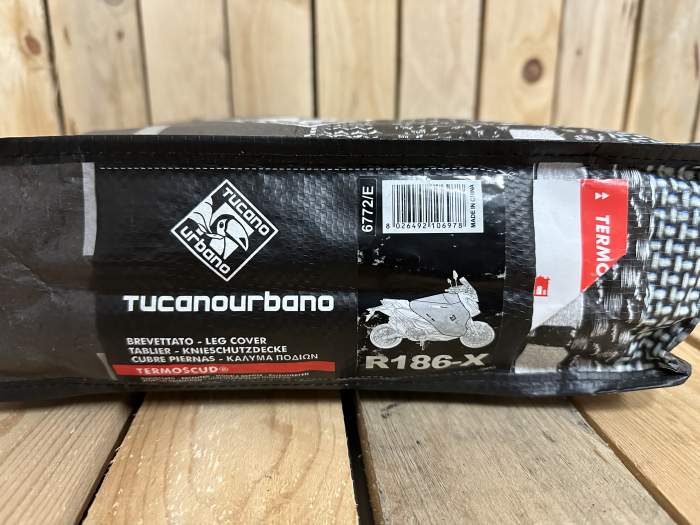 TUCANO
urbano
TUCANOURBANO
BREVETTATO - LEG COVER
TABLIER - KNIESCHUTZDECKE
CUBRE PIERNAS - ΚΑΛΥΜΑ ΠΟΔΙΩΝ
TERMOSCUD®
6772/E
8 026492 106978
MADE IN CHINA
R186-X
TERMOSC